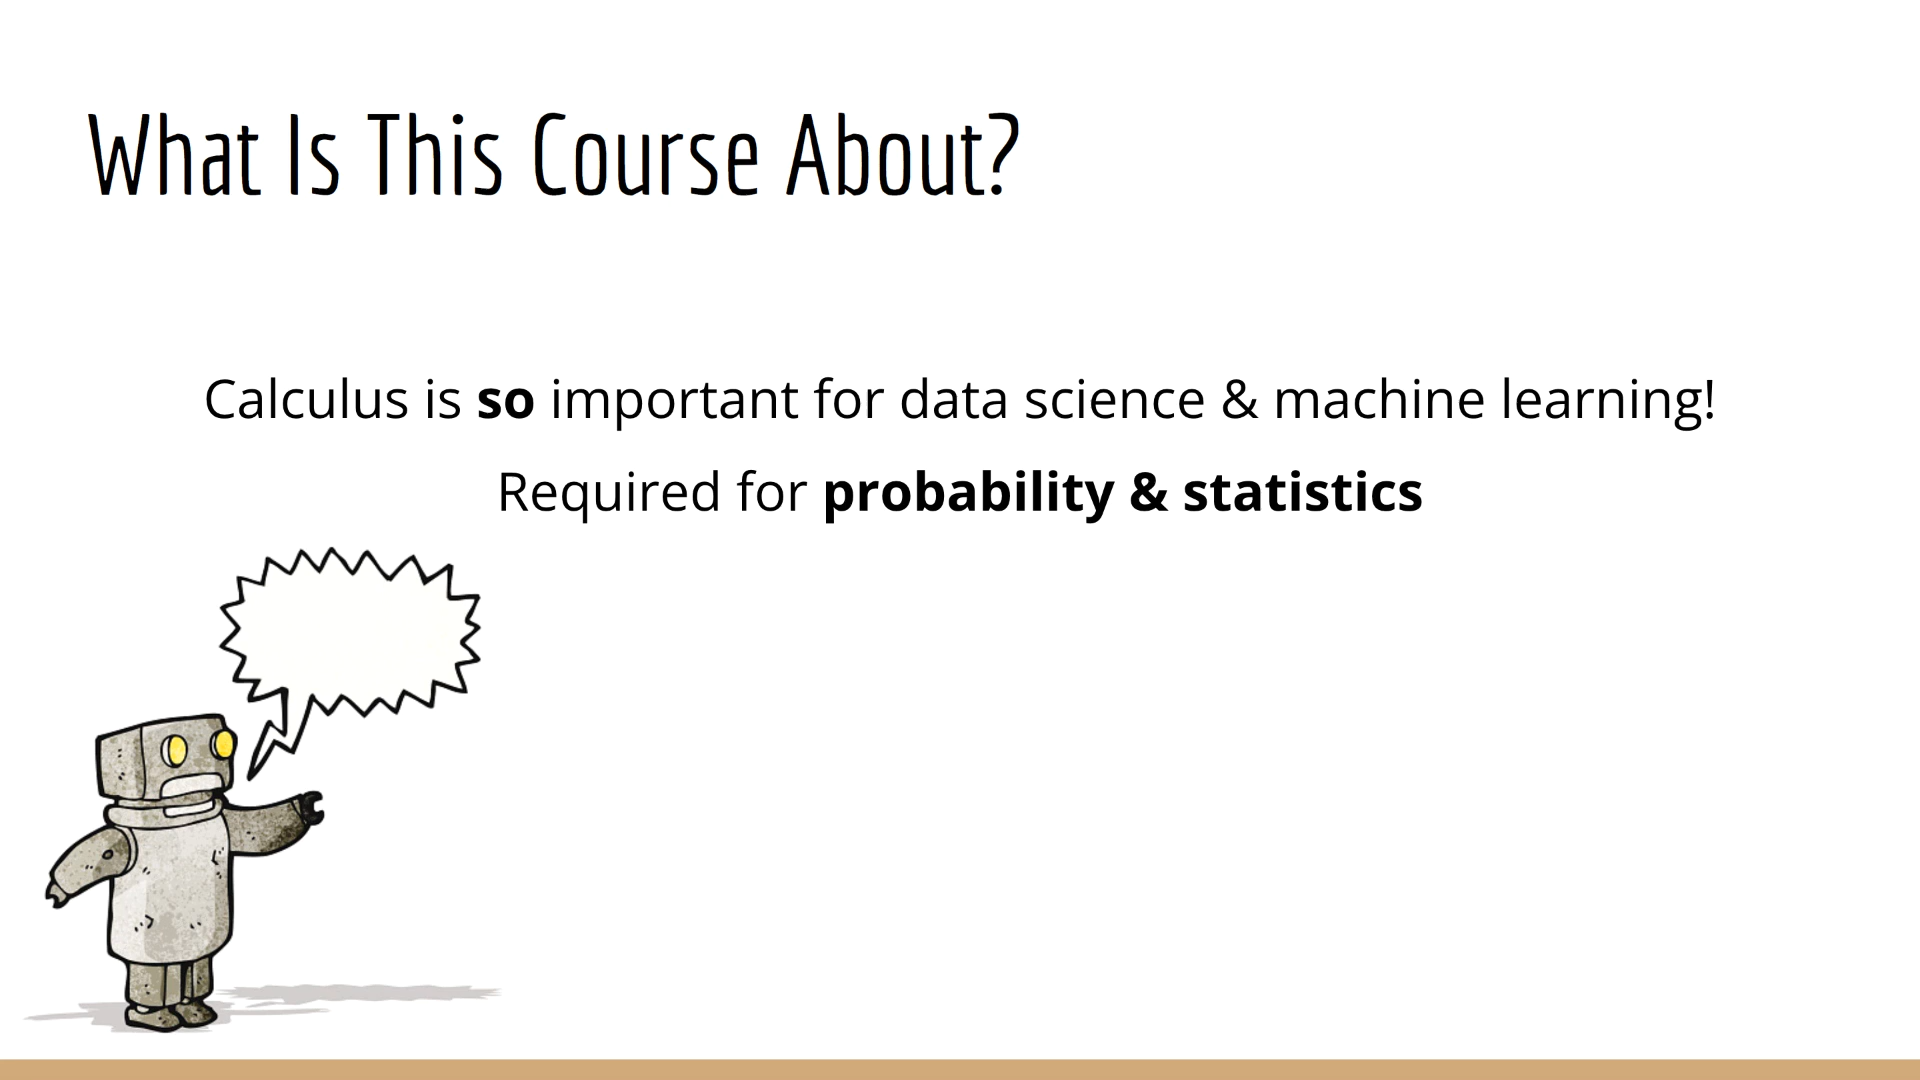 What Is This Course About?
Calculus is so important for data science & machine learning!
Required for probability & statistics